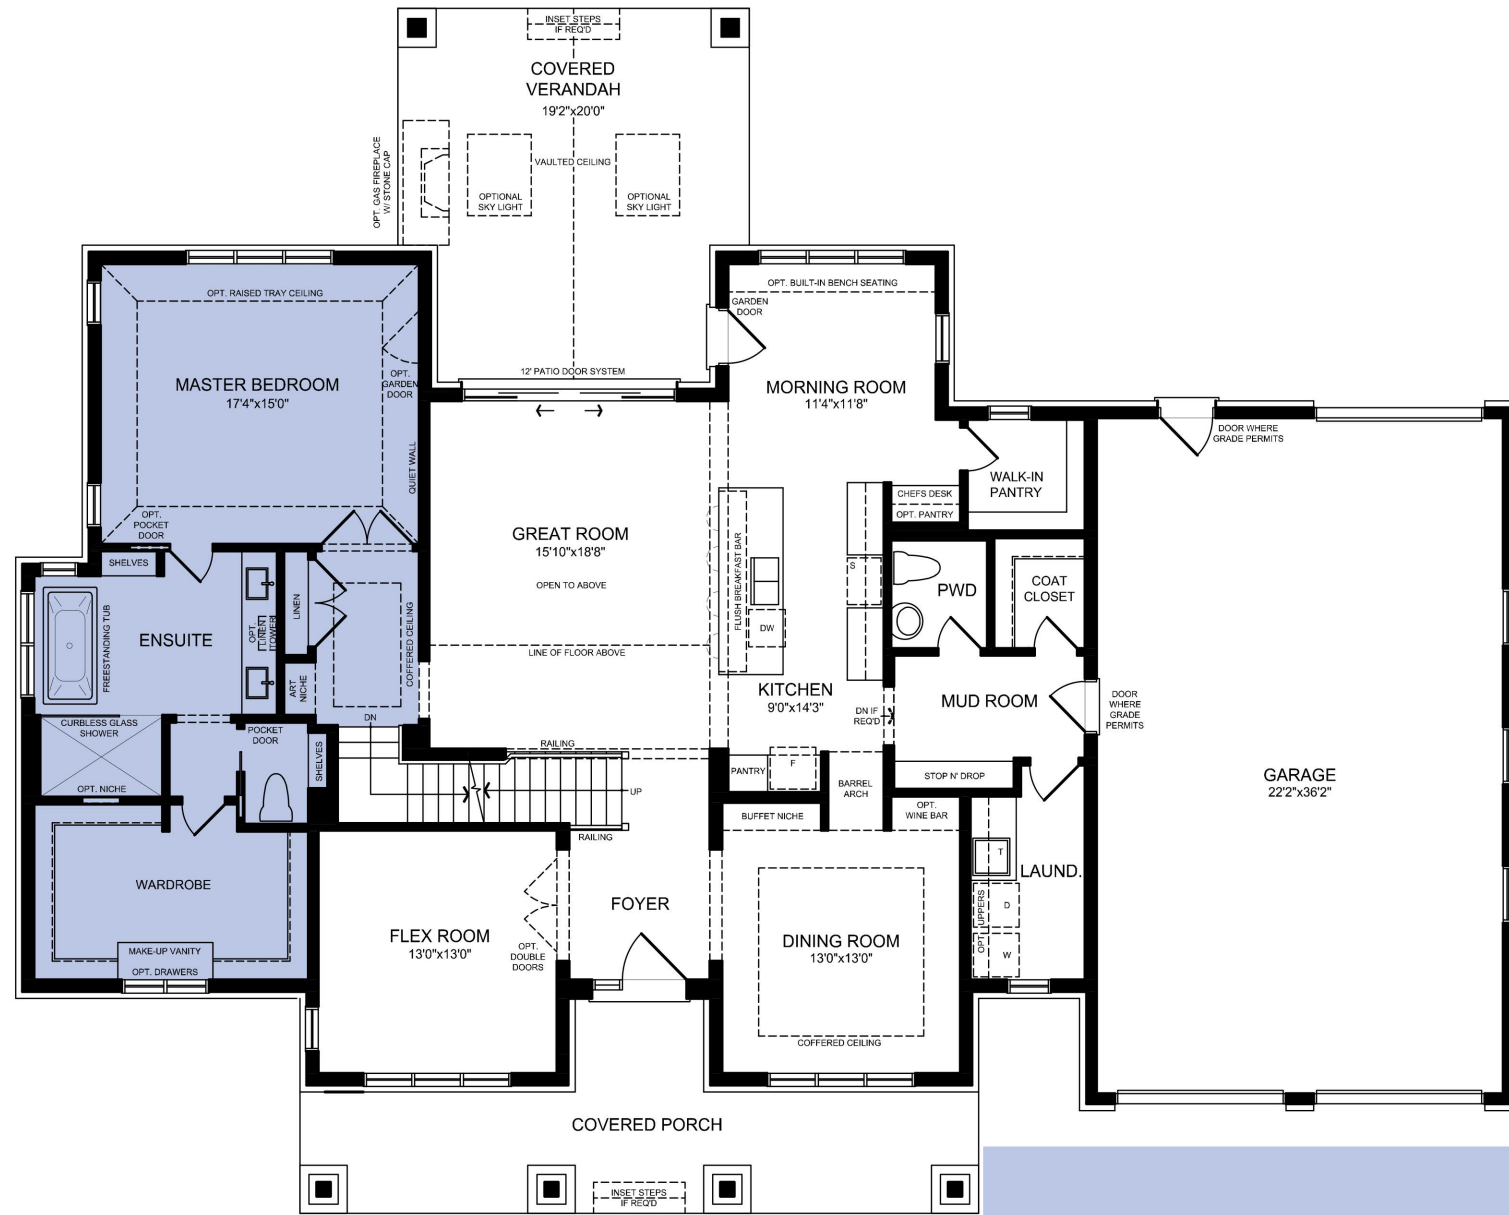 INSET STEPS
IF REQ'D
COVERED
VERANDAH
19'2"x20'0"
OPT. GAS FIREPLACE
W/ STONE CAP
VAULTED CEILING
OPTIONAL
SKY LIGHT
OPTIONAL
SKY LIGHT
12' PATIO DOOR SYSTEM
OPT. RAISED TRAY CEILING
MASTER BEDROOM
17'4"x15'0"
OPT.
GARDEN
DOOR
QUIET WALL
OPT.
POCKET
DOOR
OPT. BUILT-IN BENCH SEATING
GARDEN
DOOR
MORNING ROOM
11'4"x11'8"
DOOR WHERE
GRADE PERMITS
WALK-IN
PANTRY
CHEFS DESK
OPT. PANTRY
GREAT ROOM
15'10"x18'8"
OPEN TO ABOVE
LINE OF FLOOR ABOVE
FLUSH BREAKFAST BAR
DW
S
KITCHEN
9'0"x14'3"
PWD
COAT
CLOSET
SHELVES
FREESTANDING TUB
ENSUITE
OPT.
LINEN
TOWER
LINEN
COFFERED CEILING
ART
NICHE
DN
CURBLESS GLASS
SHOWER
OPT. NICHE
POCKET
DOOR
SHELVES
RAILING
UP
RAILING
MUD ROOM
DN IF
REQ'D
DOOR
WHERE
GRADE
PERMITS
STOP N' DROP
PANTRY
F
BARREL
ARCH
BUFFET NICHE
OPT.
WINE BAR
GARAGE
22'2"x36'2"
T
LAUND.
OPT. UPPERS
D
W
WARDROBE
MAKE-UP VANITY
OPT. DRAWERS
FLEX ROOM
13'0"x13'0"
OPT.
DOUBLE
DOORS
FOYER
DINING ROOM
13'0"x13'0"
COFFERED CEILING
COVERED PORCH
INSET STEPS
IF REQ'D